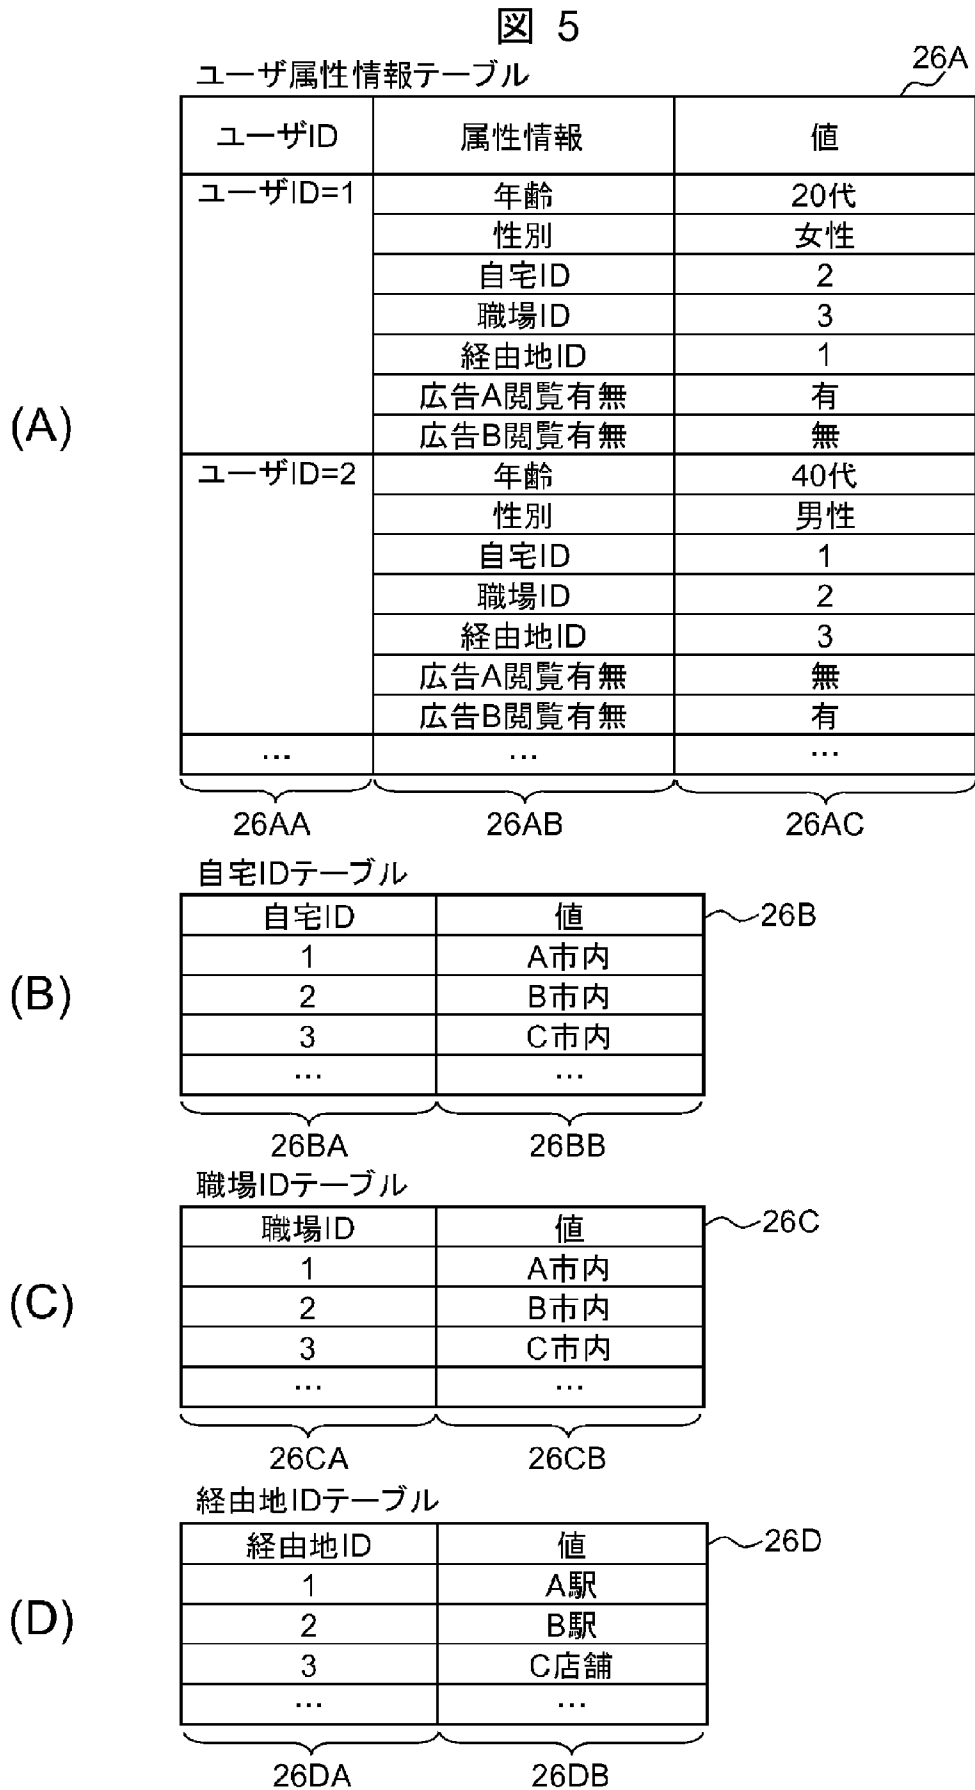 図 5
ユーザ属性情報テーブル 26A
ユーザID 属性情報 値
ユーザID=1 年齢 20代
性別 女性
自宅ID 2
職場ID 3
経由地ID 1
広告A閲覧有無 有
(A) 広告B閲覧有無 無
ユーザID=2 年齢 40代
性別 男性
自宅ID 1
職場ID 2
経由地ID 3
広告A閲覧有無 無
広告B閲覧有無 有
… … …
26AA 26AB 26AC
自宅IDテーブル
自宅ID 値 26B
1 A市内
(B) 2 B市内
3 C市内
… …
26BA 26BB
職場IDテーブル
職場ID 値 26C
1 A市内
(C) 2 B市内
3 C市内
… …
26CA 26CB
経由地IDテーブル
経由地ID 値 26D
1 A駅
(D) 2 B駅
3 C店舗
… …
26DA 26DB